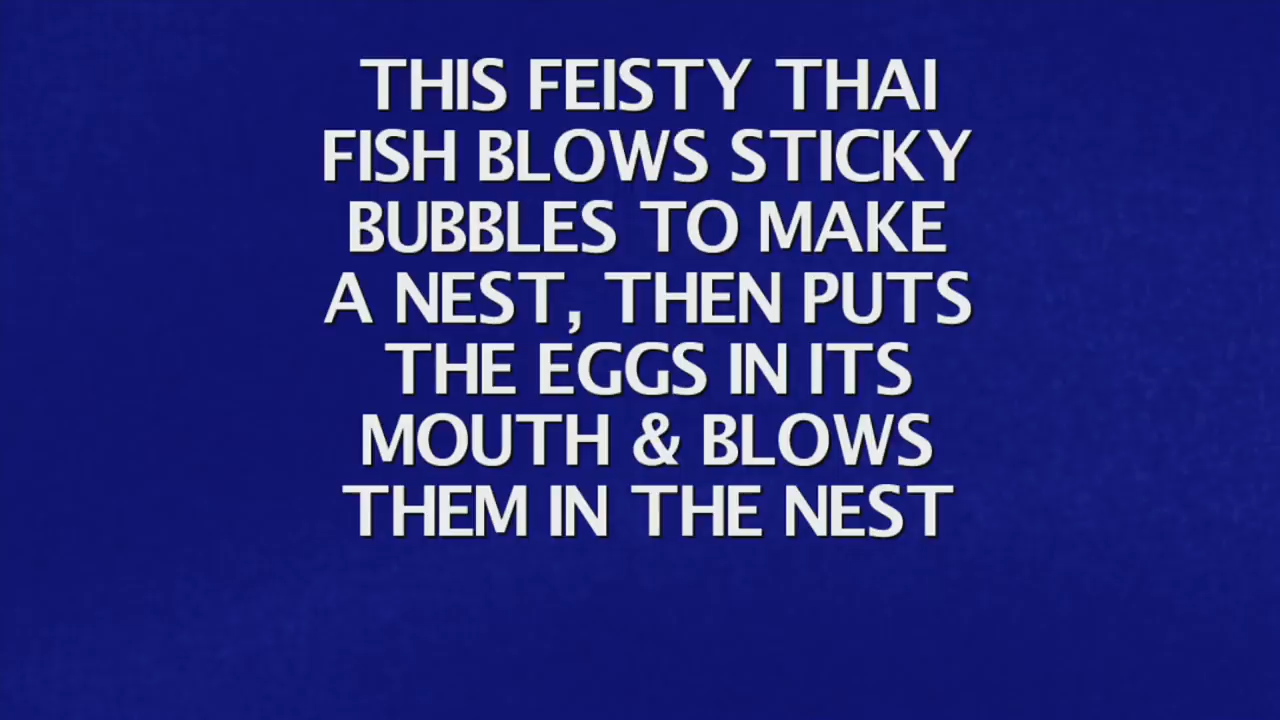 THIS FEISTY THAI
FISH BLOWS STICKY
BUBBLES TO MAKE
A NEST, THEN PUTS
THE EGGS IN ITS
MOUTH & BLOWS
THEM IN THE NEST